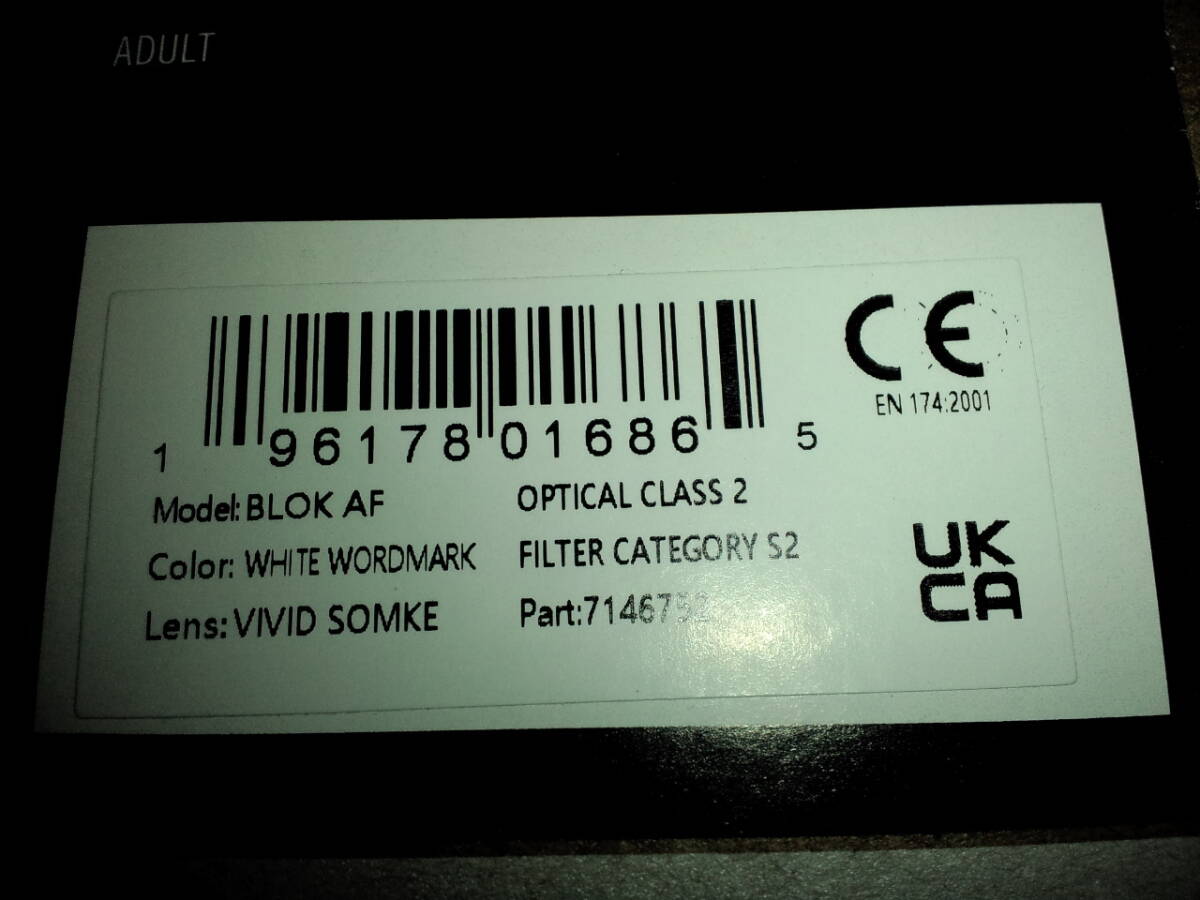 ADULT
CE
EN 174:2001
1 96178 01686 5
Model: BLOK AF
OPTICAL CLASS 2
Color: WHITE WORDMARK
FILTER CATEGORY S2
UK
CA
Lens: VIVID SOMKE
Part: